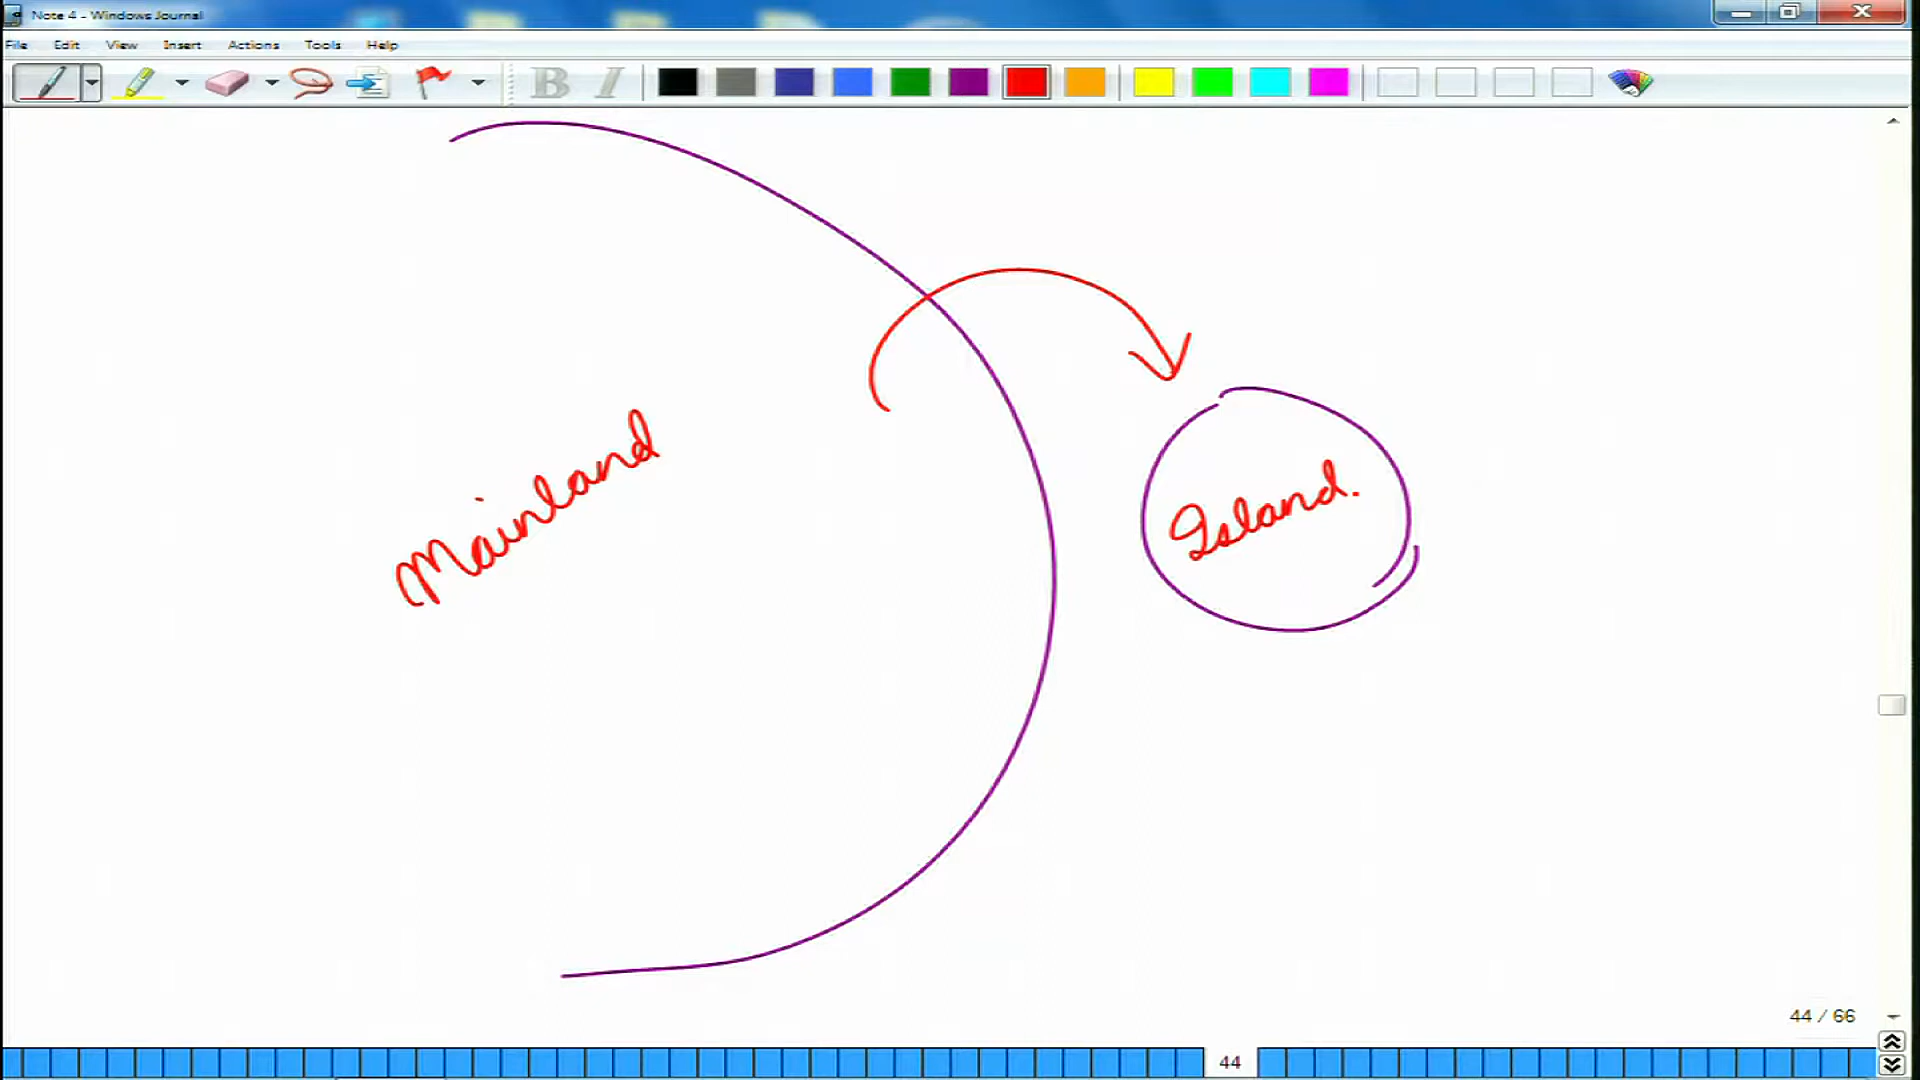 Note 4 - Windows Journal
File Edit View Insert Actions Tools Help
B I
Mainland
Island.
44 / 66
44